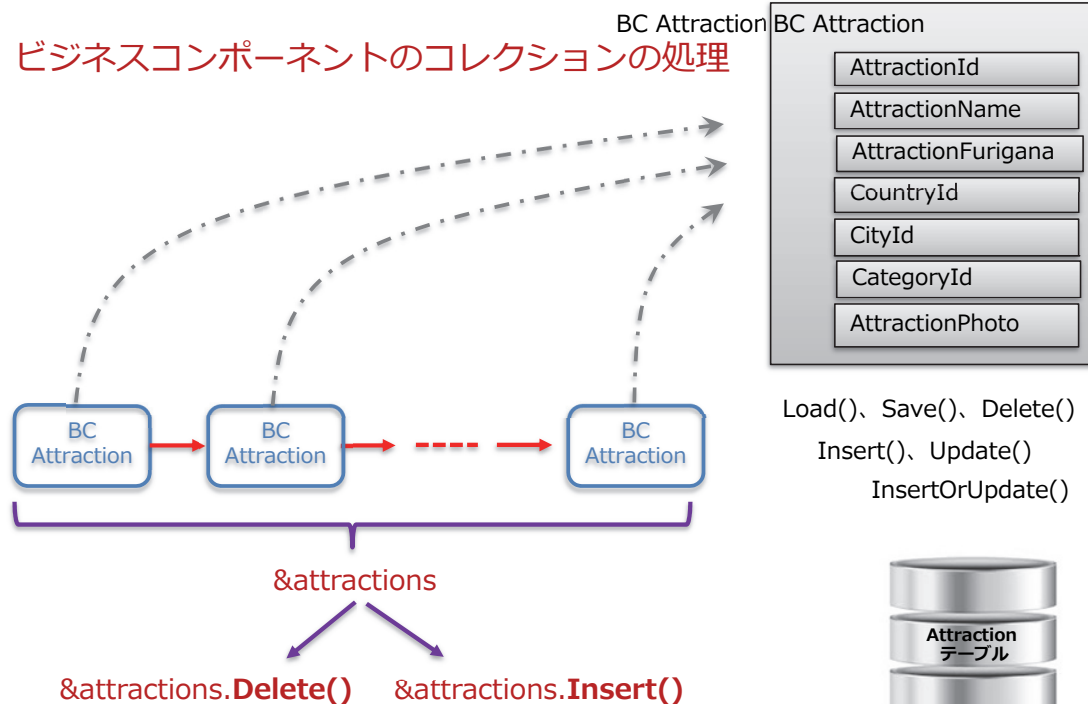 BC Attraction
BC Attraction
ビジネスコンポーネントのコレクションの処理
AttractionId
AttractionName
AttractionFurigana
CountryId
CityId
CategoryId
AttractionPhoto
BC
Attraction
BC
Attraction
BC
Attraction
Load()、Save()、Delete()
Insert()、Update()
InsertOrUpdate()
&attractions
Attraction
テーブル
&attractions.Delete()
&attractions.Insert()